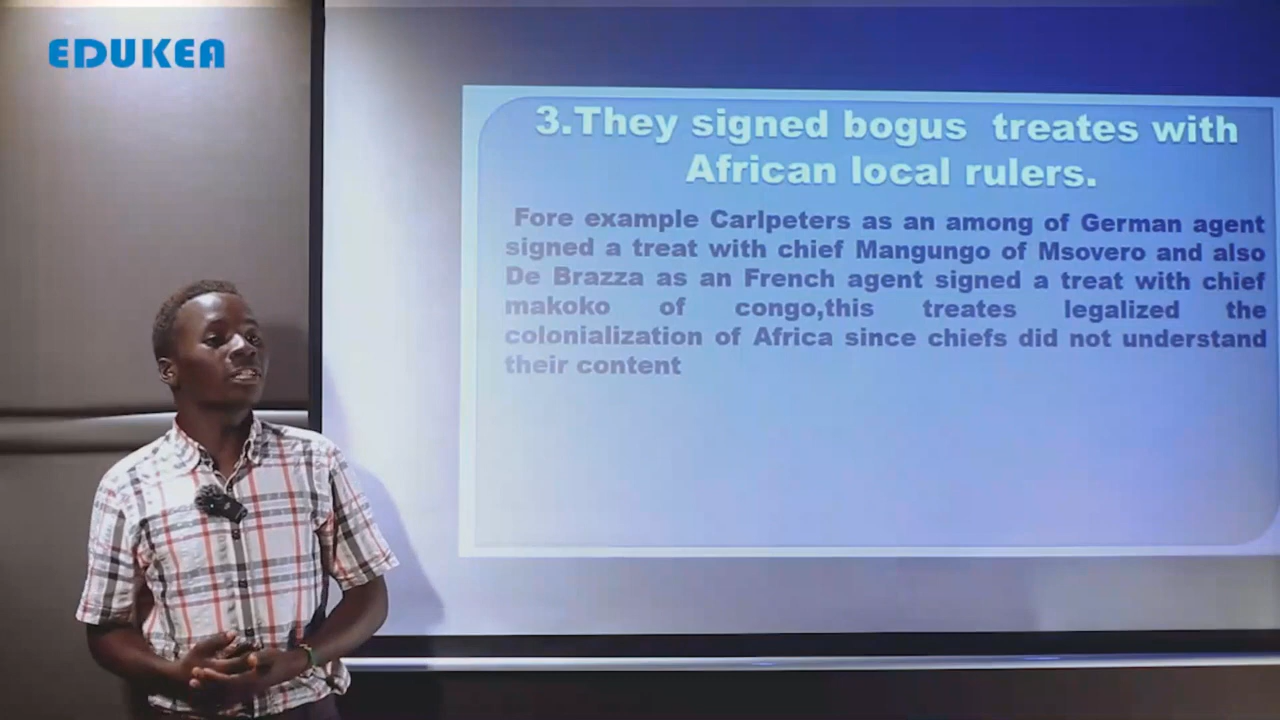 EDUKEA
3.They signed bogus treates with
African local rulers.
Fore example Carlpeters as an among of German agent
signed a treat with chief Mangungo of Msovero and also
De Brazza as an French agent signed a treat with chief
makoko of congo,this treates legalized the
colonialization of Africa since chiefs did not understand
their content